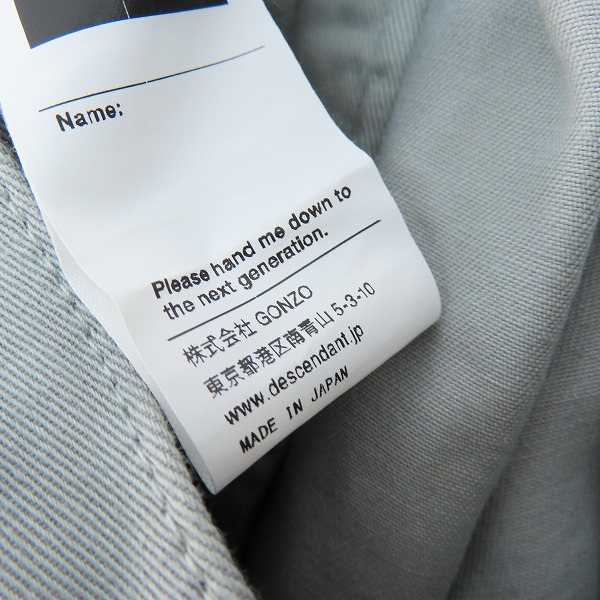 Name:
Please hand me down to
the next generation.
株式会社 GONZO
東京都港区南青山 5-3-10
www.descendant.jp
MADE IN JAPAN